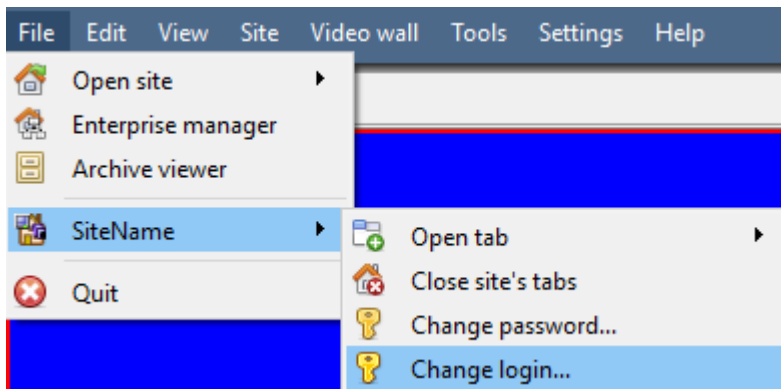 File Edit View Site Video wall Tools Settings Help
Open site
Enterprise manager
Archive viewer
SiteName
Quit
Open tab
Close site's tabs
Change password...
Change login...